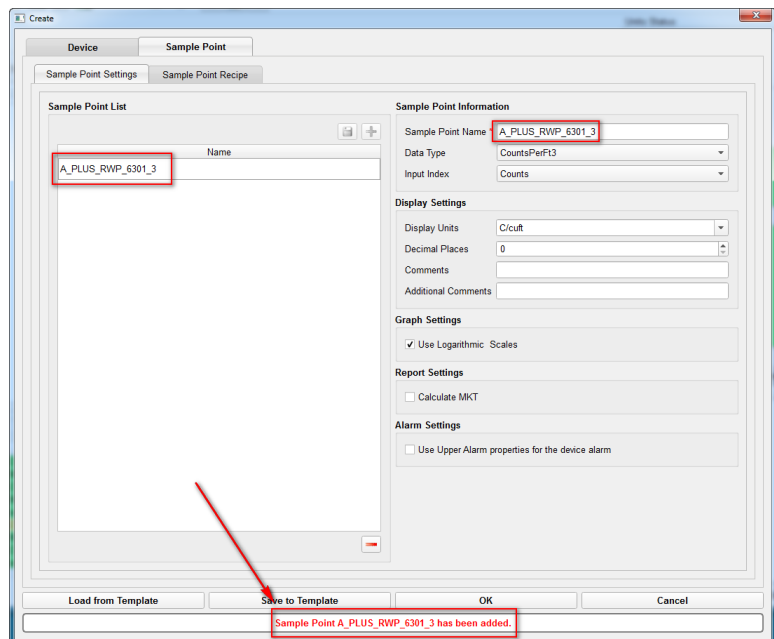 Create
Units Status
Device
Sample Point
Sample Point Settings
Sample Point Recipe
Sample Point List
Name
A_PLUS_RWP_6301_3
Sample Point Information
Sample Point Name * A_PLUS_RWP_6301_3
Data Type CountsPerFt3
Input Index Counts
Display Settings
Display Units C/cuft
Decimal Places 0
Comments
Additional Comments
Graph Settings
Use Logarithmic Scales
Report Settings
Calculate MKT
Alarm Settings
Use Upper Alarm properties for the device alarm
Load from Template
Save to Template
OK
Cancel
Sample Point A_PLUS_RWP_6301_3 has been added.